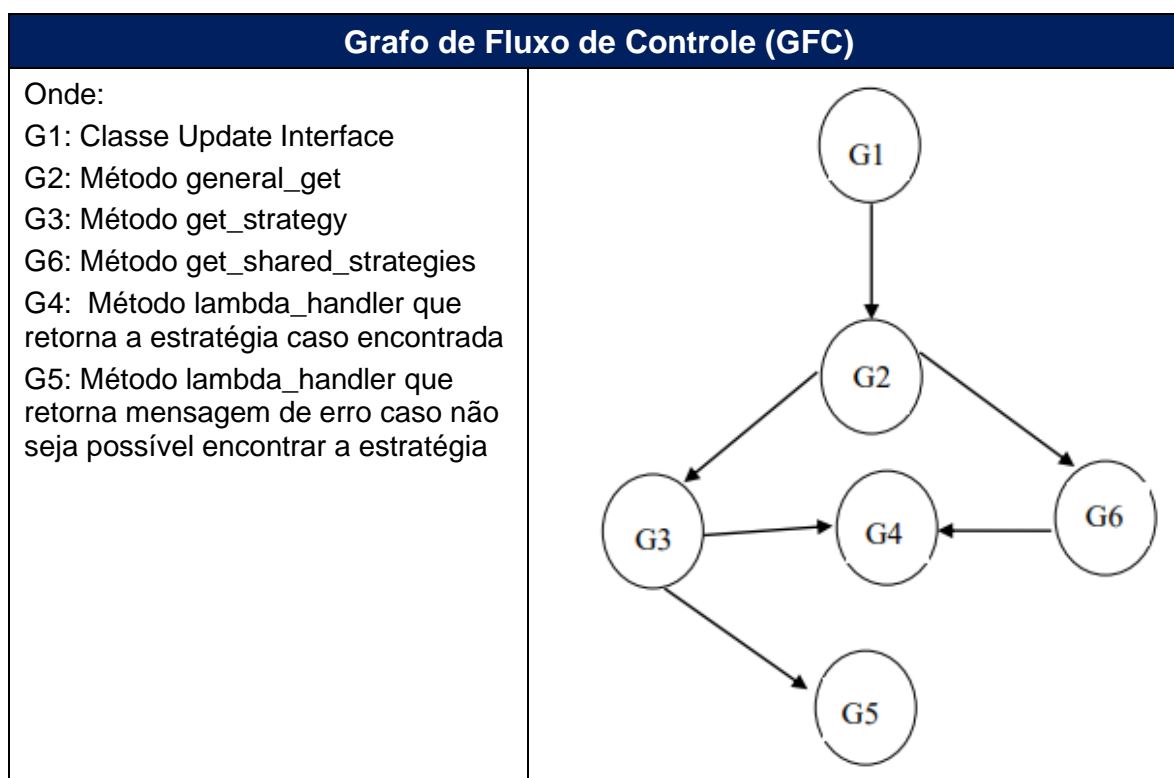 Grafo de Fluxo de Controle (GFC)
Onde:
G1: Classe Update Interface
G2: Método general_get
G3: Método get_strategy
G6: Método get_shared_strategies
G4: Método lambda_handler que
retorna a estratégia caso encontrada
G5: Método lambda_handler que
retorna mensagem de erro caso não
seja possível encontrar a estratégia
G1
G2
G3
G4
G6
G5